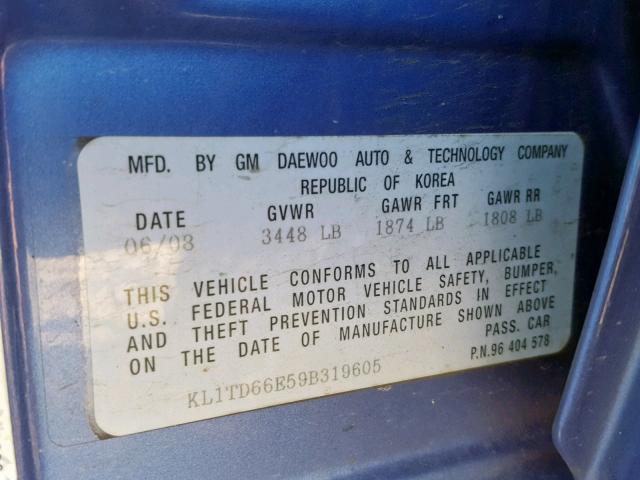 MFD. BY GM DAEWOO AUTO & TECHNOLOGY COMPANY
REPUBLIC OF KOREA
DATE GVWR GAWR FRT GAWR RR
06/08 3448 LB 1874 LB 1808 LB
THIS VEHICLE CONFORMS TO ALL APPLICABLE
U.S. FEDERAL MOTOR VEHICLE SAFETY, BUMPER,
AND THEFT PREVENTION STANDARDS IN EFFECT
ON THE DATE OF MANUFACTURE SHOWN ABOVE
PASS. CAR
P.N.96 404 578
KL1TD66E59B319605